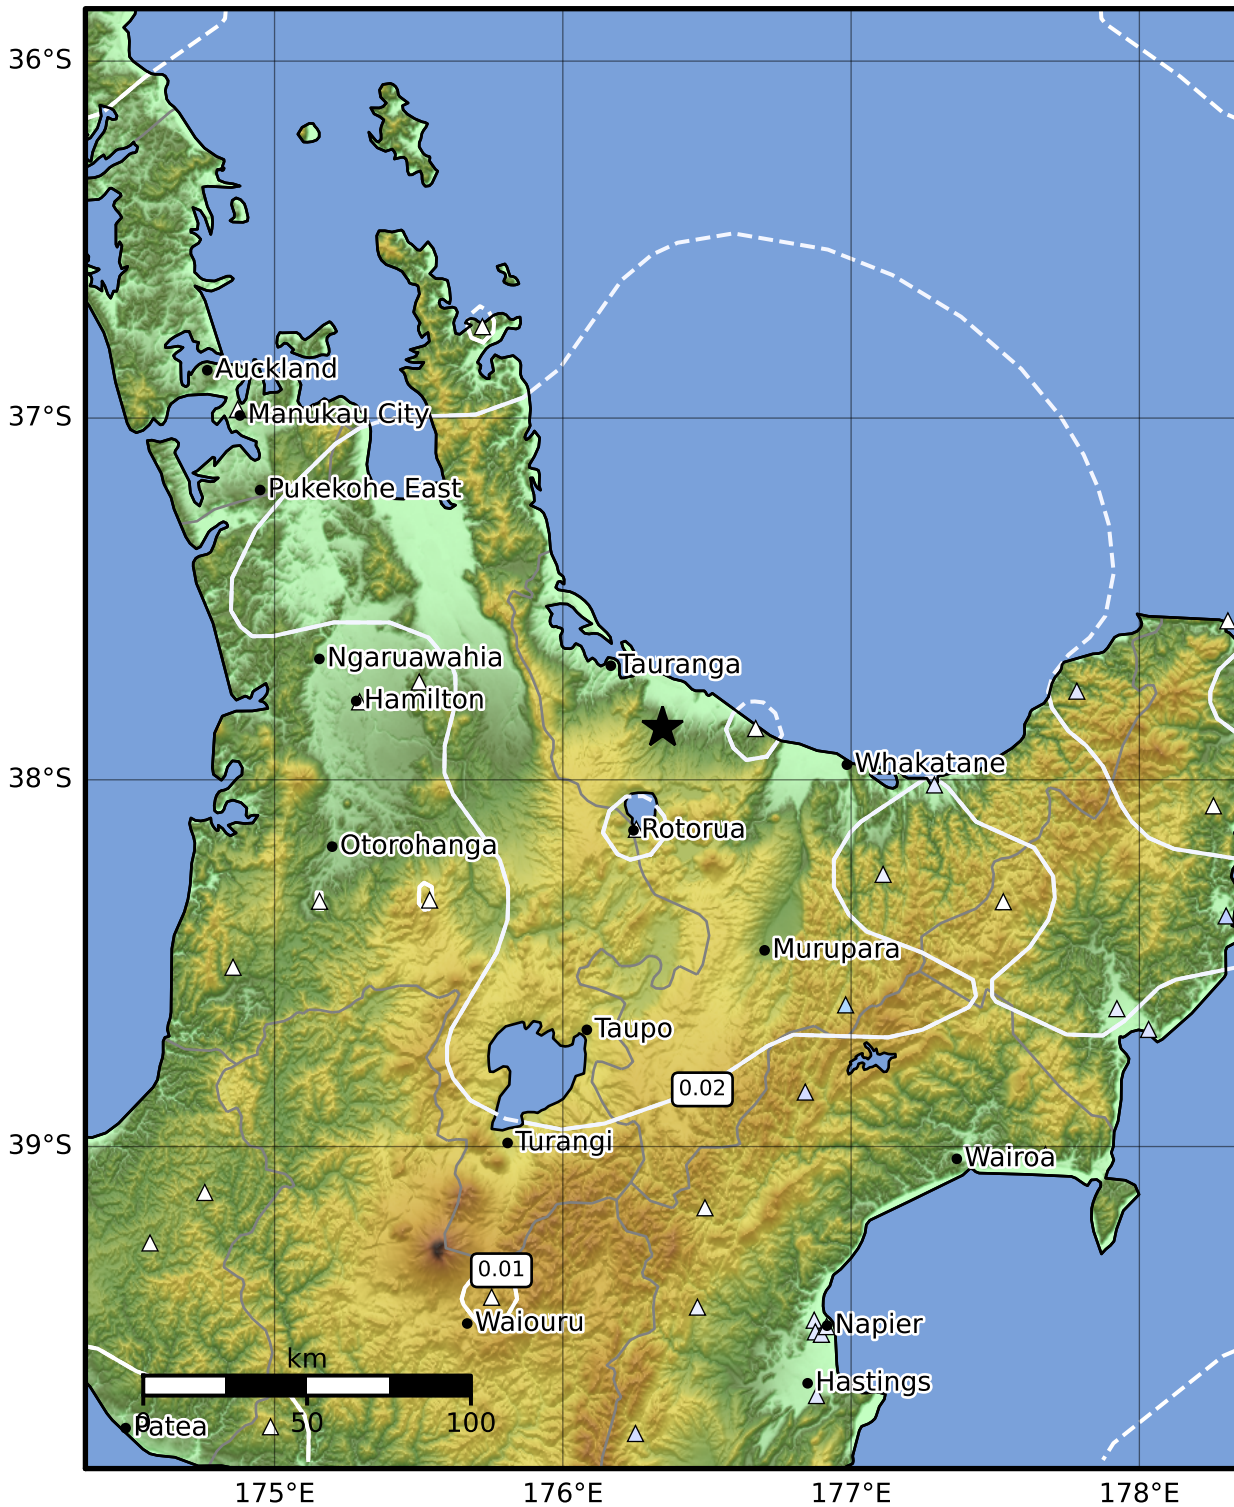 36°S
Auckland
37°S
Manukau City
Pukekohe East
Ngaruawahia
Tauranga
Hamilton
Whakatane
38°S
Rotorua
Otorohanga
Murupara
Taupo
0.02
Turangi
39°S
Wairoa
0.01
Waiouru
Napier
km
Hastings
0
50
100
Patea
175°E
176°E
177°E
178°E